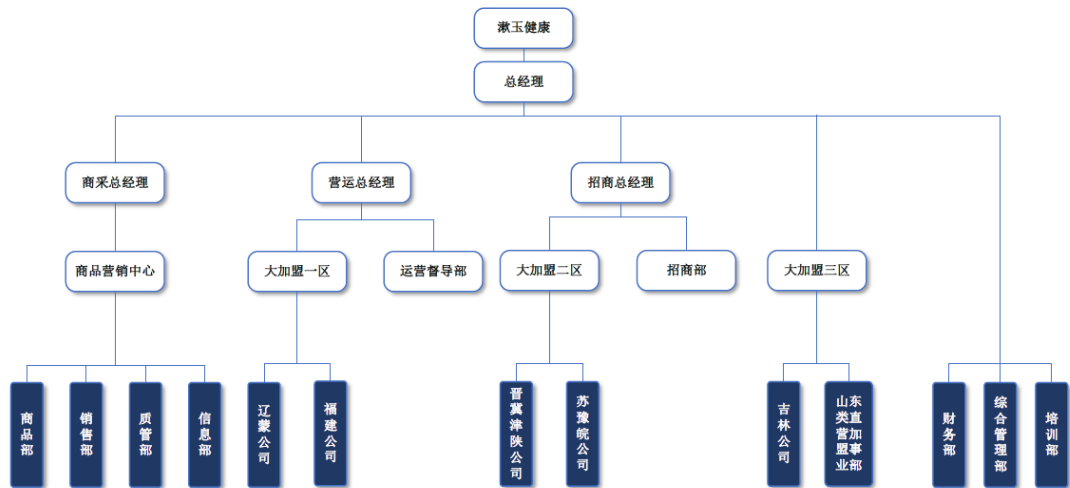 漱玉健康
总经理
商采总经理
营运总经理
招商总经理
商品营销中心
大加盟一区
运营督导部
大加盟二区
招商部
大加盟三区
商品部
销售部
质管部
信息部
辽蒙公司
福建公司
晋冀津陕公司
苏豫皖公司
吉林公司
山东类直营加盟事业部
财务部
综合管理部
培训部